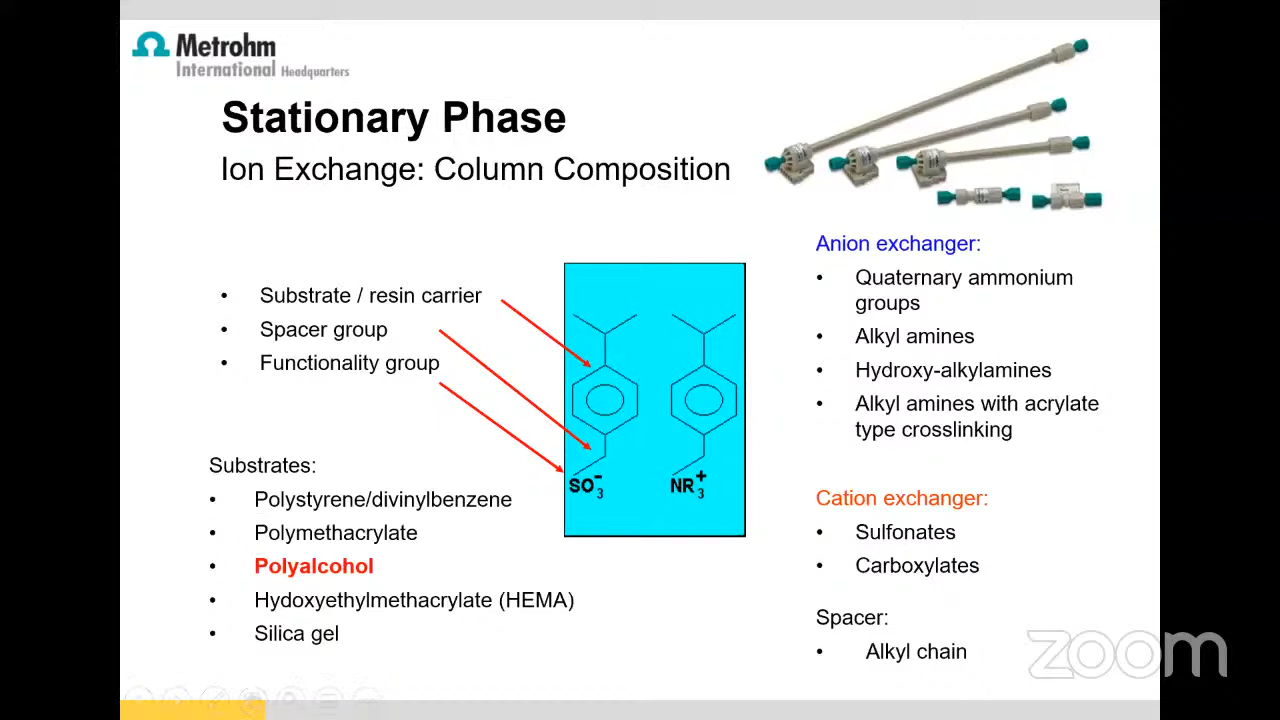 Metrohm
International Headquarters
Stationary Phase
Ion Exchange: Column Composition
• Substrate / resin carrier
• Spacer group
• Functionality group
SO₃⁻
NR₃⁺
Substrates:
• Polystyrene/divinylbenzene
• Polymethacrylate
• Polyalcohol
• Hydoxyethylmethacrylate (HEMA)
• Silica gel
Anion exchanger:
• Quaternary ammonium
groups
• Alkyl amines
• Hydroxy-alkylamines
• Alkyl amines with acrylate
type crosslinking
Cation exchanger:
• Sulfonates
• Carboxylates
Spacer:
• Alkyl chain
zoom